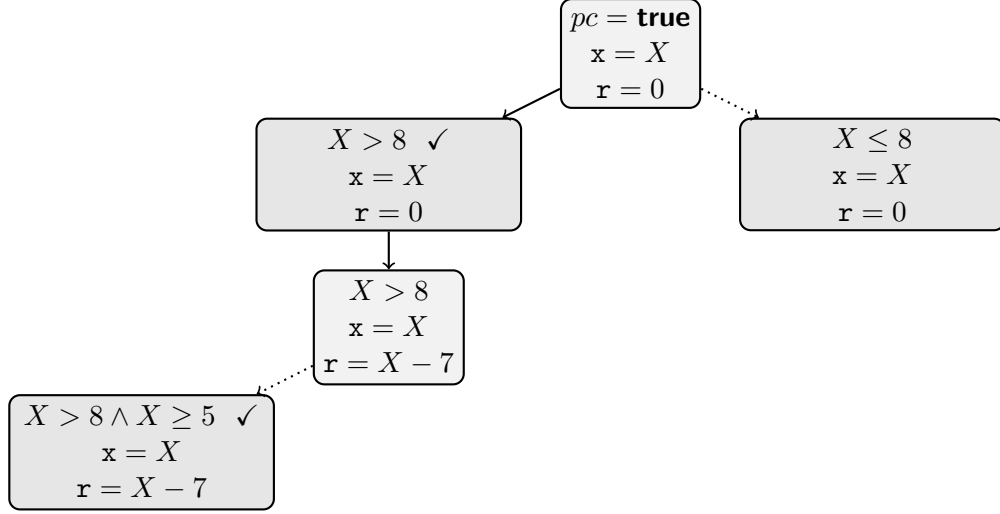 pc = true
x = X
r = 0
X > 8 ✓
x = X
r = 0
X ≤ 8
x = X
r = 0
X > 8
x = X
r = X − 7
X > 8 ∧ X ≥ 5 ✓
x = X
r = X − 7